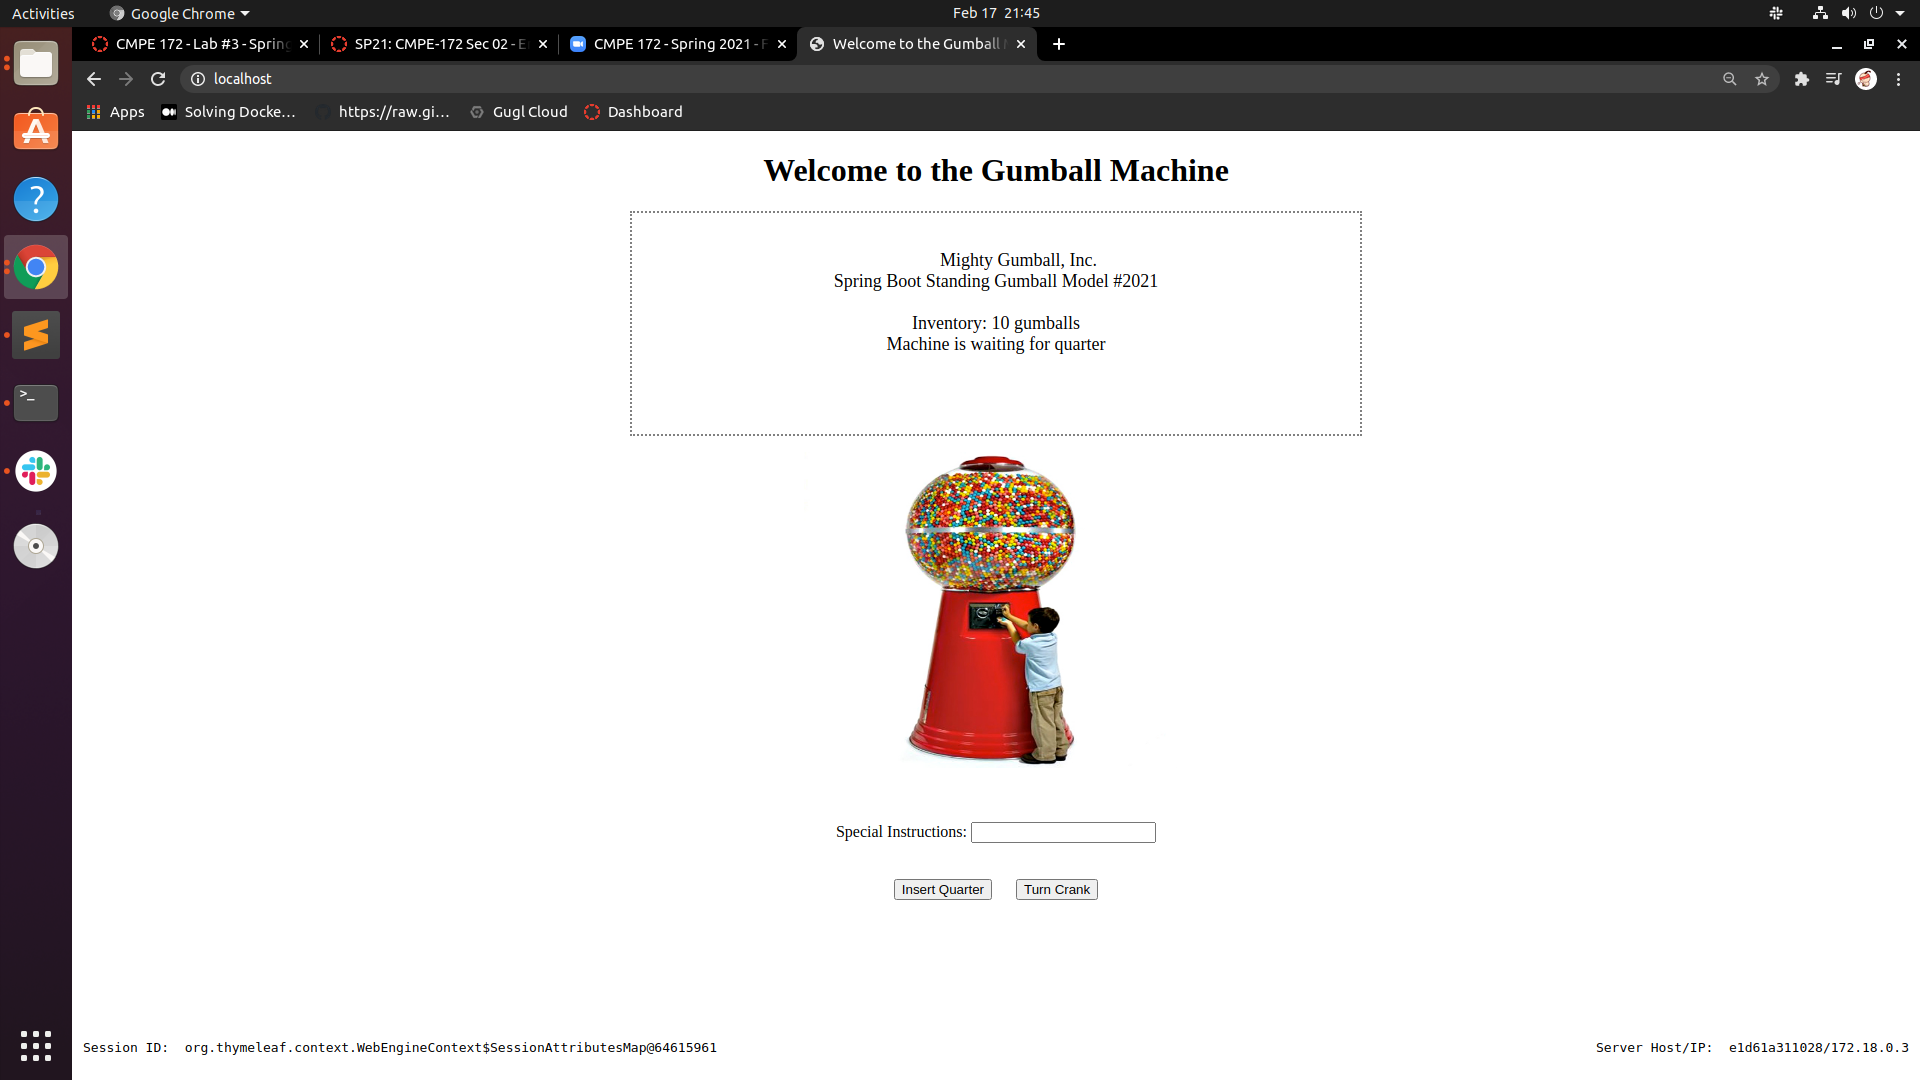 Activities
Google Chrome
Feb 17 21:45
CMPE 172 - Lab #3 - Spring
SP21: CMPE-172 Sec 02 - E
CMPE 172 - Spring 2021 - F
Welcome to the Gumball
localhost
Apps
Solving Docke...
https://raw.gi...
Gugl Cloud
Dashboard
Welcome to the Gumball Machine
Mighty Gumball, Inc.
Spring Boot Standing Gumball Model #2021
Inventory: 10 gumballs
Machine is waiting for quarter
Special Instructions:
Insert Quarter
Turn Crank
Session ID: org.thymeleaf.context.WebEngineContext$SessionAttributesMap@64615961
Server Host/IP: e1d61a311028/172.18.0.3